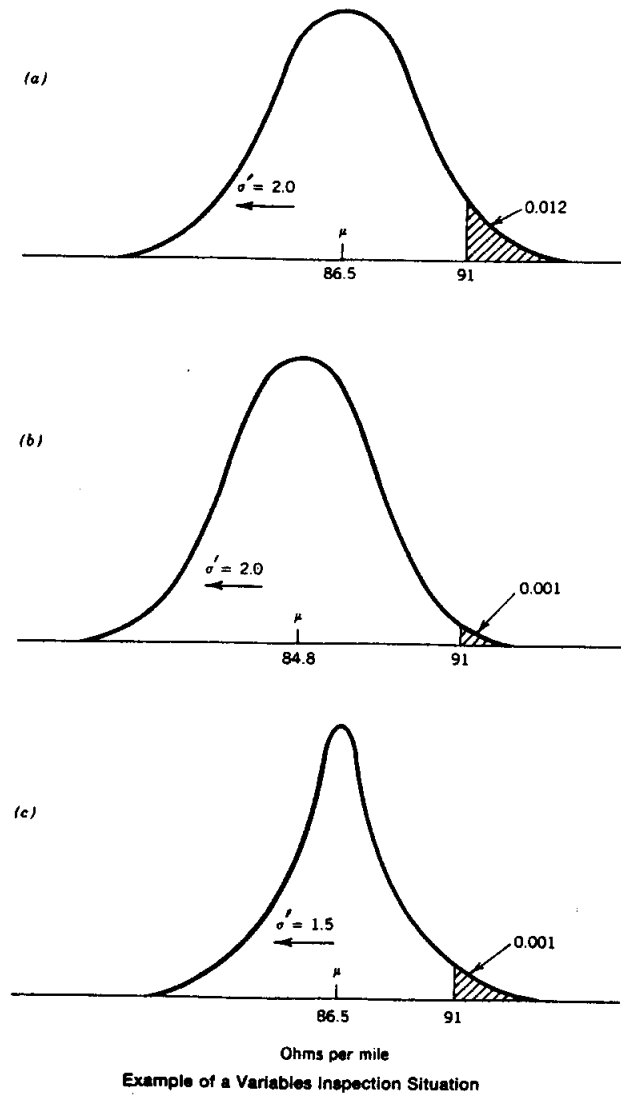 (a)
σ′ = 2.0
0.012
μ
86.5
91
(b)
σ′ = 2.0
0.001
μ
84.8
91
(c)
σ′ = 1.5
0.001
μ
86.5
91
Ohms per mile
Example of a Variables Inspection Situation